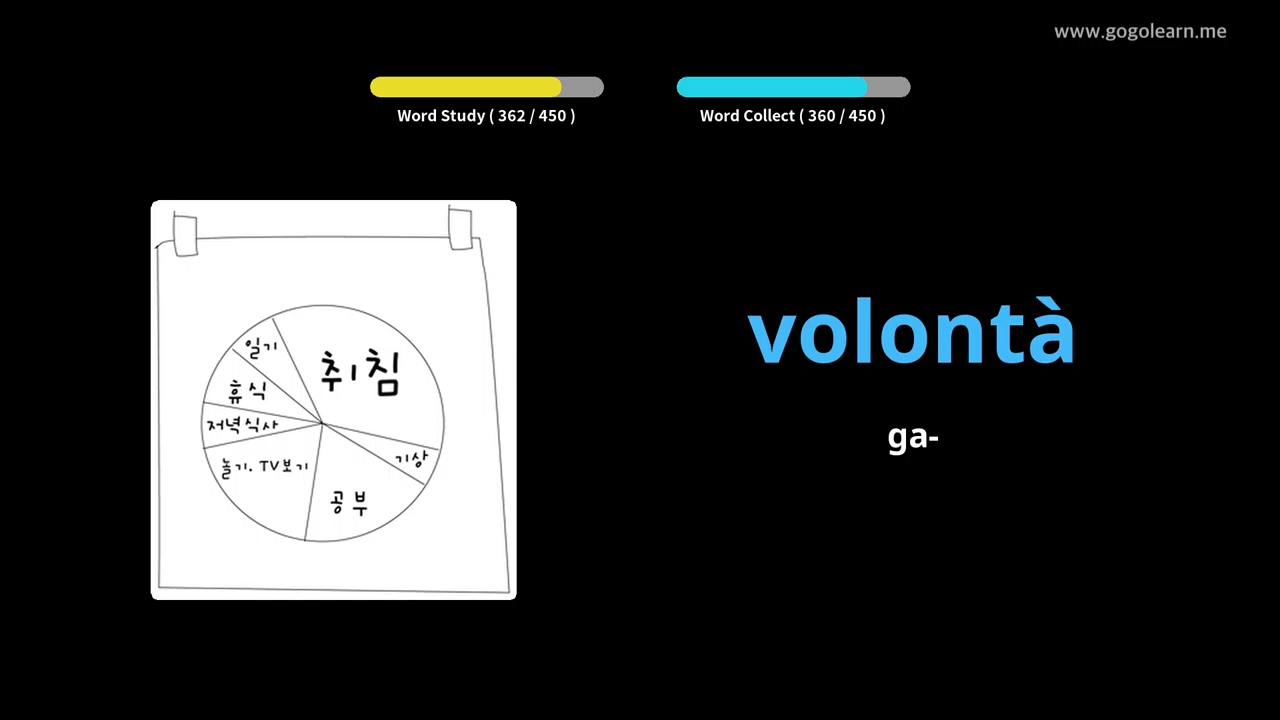 www.gogolearn.me
Word Study ( 362 / 450 )
Word Collect ( 360 / 450 )
일기
취침
휴식
저녁식사
놀기. TV보기
기상
공부
volontà
ga-